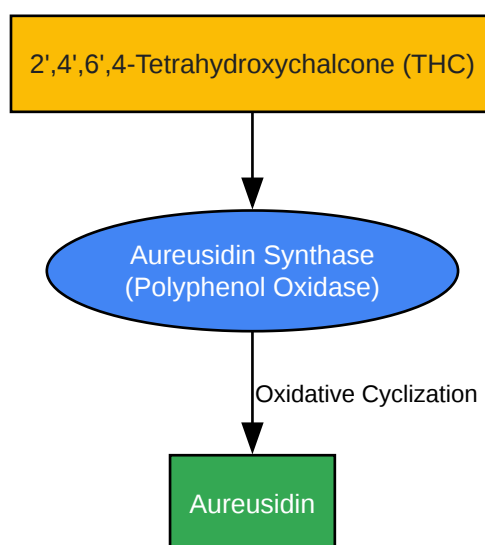 2',4',6',4-Tetrahydroxychalcone (THC)
Aureusidin Synthase
(Polyphenol Oxidase)
Oxidative Cyclization
Aureusidin